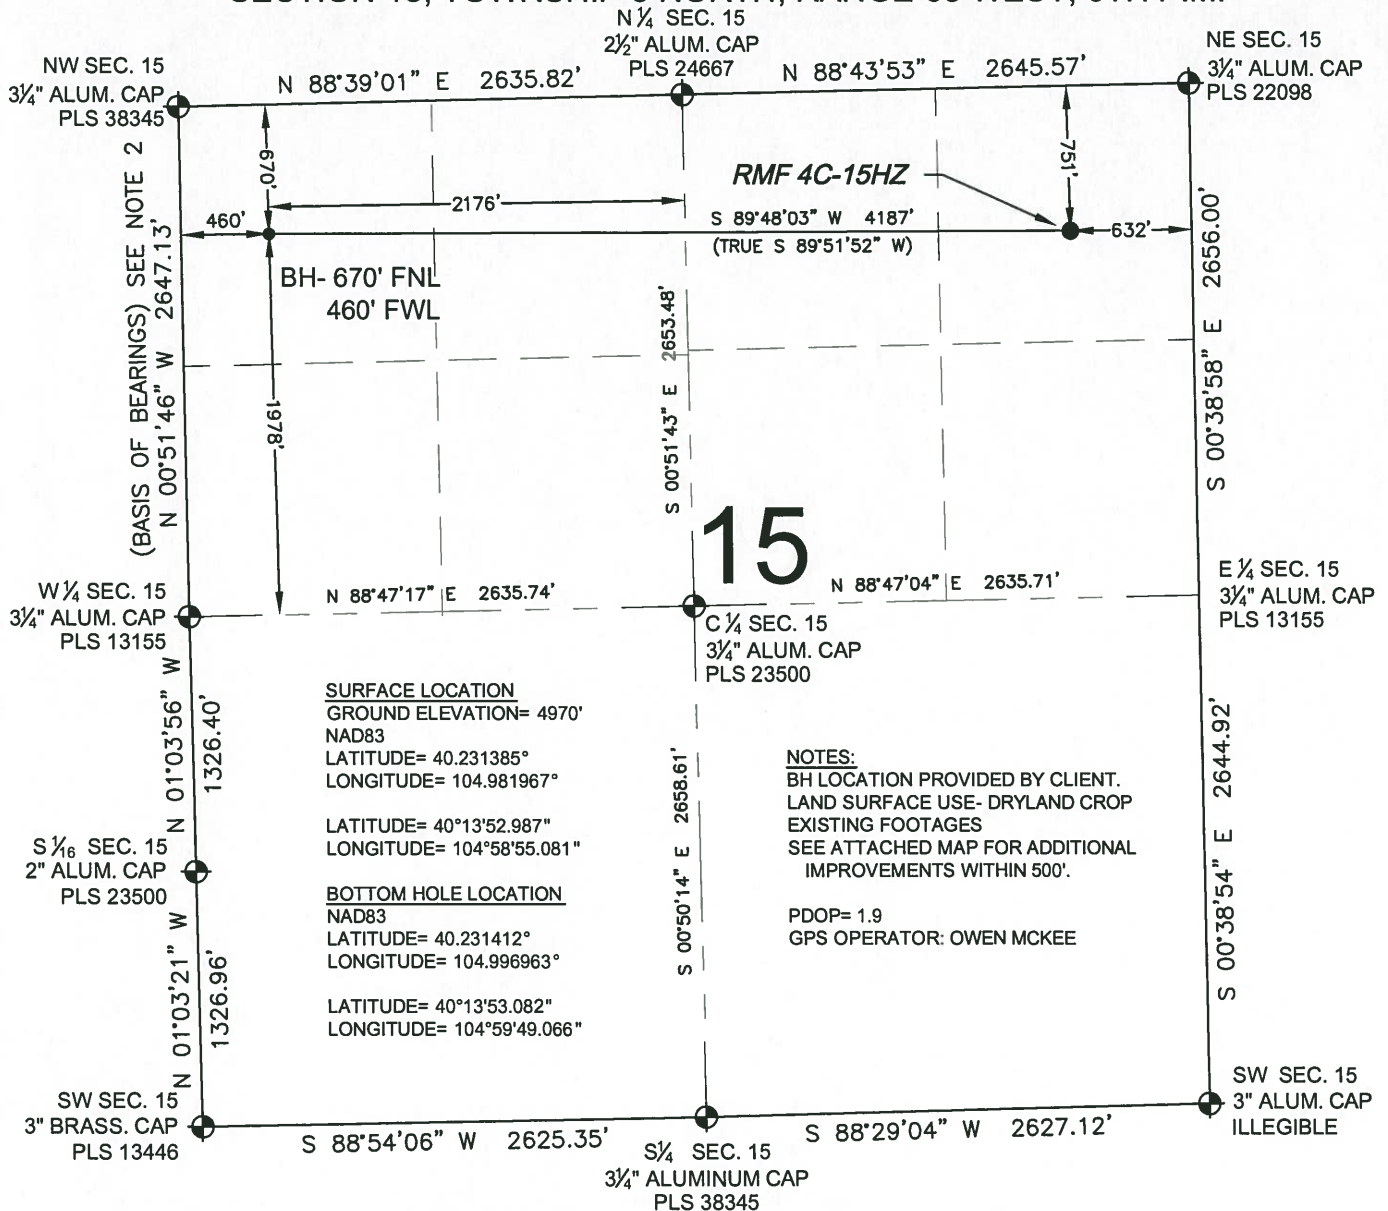 N 1/4 SEC. 15
2 1/2" ALUM. CAP
PLS 24667
NW SEC. 15
3 1/4" ALUM. CAP
PLS 38345
N 88°39'01" E 2635.82'
N 88°43'53" E 2645.57'
NE SEC. 15
3 1/4" ALUM. CAP
PLS 22098
670'
751'
RMF 4C-15HZ
2176'
460'
S 89°48'03" W 4187'
(TRUE S 89°51'52" W)
632'
BH- 670' FNL
460' FWL
(BASIS OF BEARINGS) SEE NOTE 2
N 00°51'46" W 2647.13'
1978'
S 00°51'43" E 2653.48'
S 00°38'58" E 2656.00'
15
W 1/4 SEC. 15
3 1/4" ALUM. CAP
PLS 13155
N 88°47'17" E 2635.74'
N 88°47'04" E 2635.71'
E 1/4 SEC. 15
3 1/4" ALUM. CAP
PLS 13155
C 1/4 SEC. 15
3 1/4" ALUM. CAP
PLS 23500
N 01°03'56" W
1326.40'
SURFACE LOCATION
GROUND ELEVATION= 4970'
NAD83
LATITUDE= 40.231385°
LONGITUDE= 104.981967°
LATITUDE= 40°13'52.987"
LONGITUDE= 104°58'55.081"
BOTTOM HOLE LOCATION
NAD83
LATITUDE= 40.231412°
LONGITUDE= 104.996963°
LATITUDE= 40°13'53.082"
LONGITUDE= 104°59'49.066"
S 00°50'14" E 2658.61'
NOTES:
BH LOCATION PROVIDED BY CLIENT.
LAND SURFACE USE- DRYLAND CROP
EXISTING FOOTAGES
SEE ATTACHED MAP FOR ADDITIONAL
IMPROVEMENTS WITHIN 500'.
PDOP= 1.9
GPS OPERATOR: OWEN MCKEE
S 00°38'54" E 2644.92'
S 1/16 SEC. 15
2" ALUM. CAP
PLS 23500
N 01°03'21" W
1326.96'
SW SEC. 15
3" BRASS. CAP
PLS 13446
S 88°54'06" W 2625.35'
S 1/4 SEC. 15
3 1/4" ALUMINUM CAP
PLS 38345
S 88°29'04" W 2627.12'
SW SEC. 15
3" ALUM. CAP
ILLEGIBLE